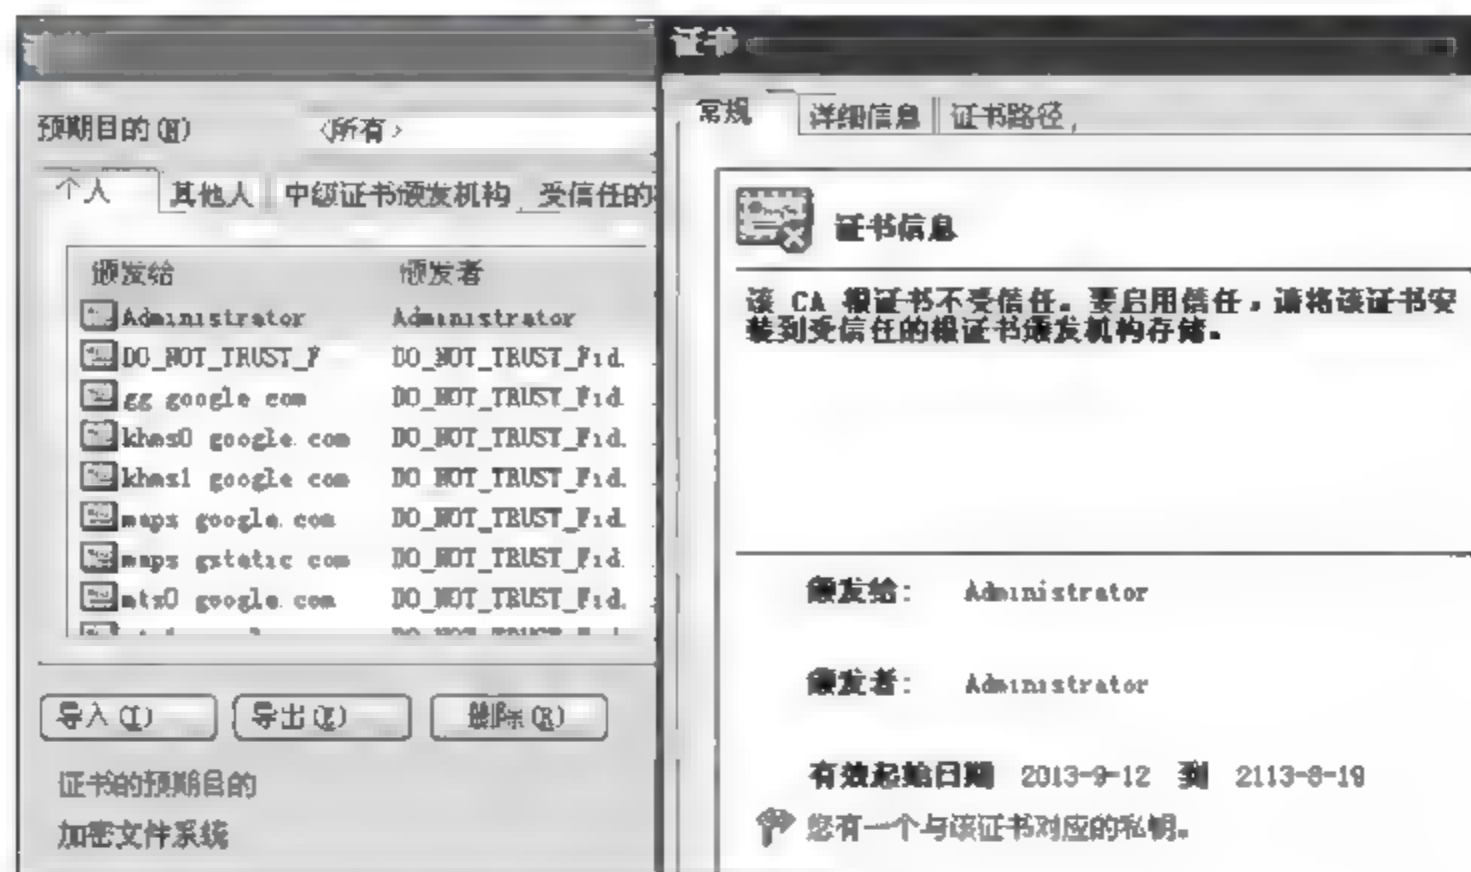 预期目的(N) <所有>
个人 其他人 中级证书颁发机构 受信任的
颁发给 颁发者
Administrator Administrator
DO_NOT_TRUST_F DO_NOT_TRUST_Fid.
gg google com DO_NOT_TRUST_Fid.
khms0 google.com DO_NOT_TRUST_Fid.
khms1 google com DO_NOT_TRUST_Fid.
maps google.com DO_NOT_TRUST_Fid.
maps gstatic com DO_NOT_TRUST_Fid.
mts0 google.com DO_NOT_TRUST_Fid.
导入(I) 导出(E) 删除(R)
证书的预期目的
加密文件系统
证书
常规 详细信息 证书路径
证书信息
该 CA 根证书不受信任。要启用信任，请将该证书安
装到受信任的根证书颁发机构存储。
颁发给: Administrator
颁发者: Administrator
有效起始日期 2013-9-12 到 2113-8-19
您有一个与该证书对应的私钥。